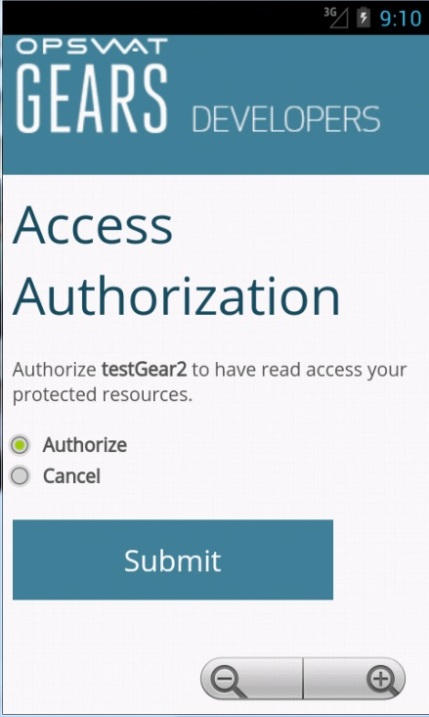 3G 9:10
OPSWAT
GEARS DEVELOPERS
Access
Authorization
Authorize testGear2 to have read access your
protected resources.
Authorize
Cancel
Submit